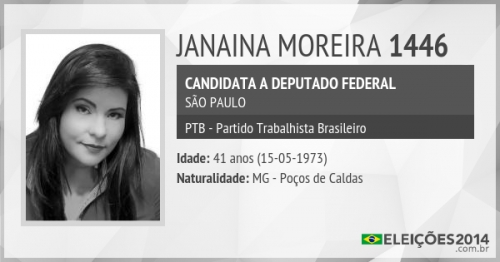 JANAINA MOREIRA 1446
CANDIDATA A DEPUTADO FEDERAL
SÃO PAULO
PTB - Partido Trabalhista Brasileiro
Idade: 41 anos (15-05-1973)
Naturalidade: MG - Poços de Caldas
ELEIÇÕES2014
.com.br